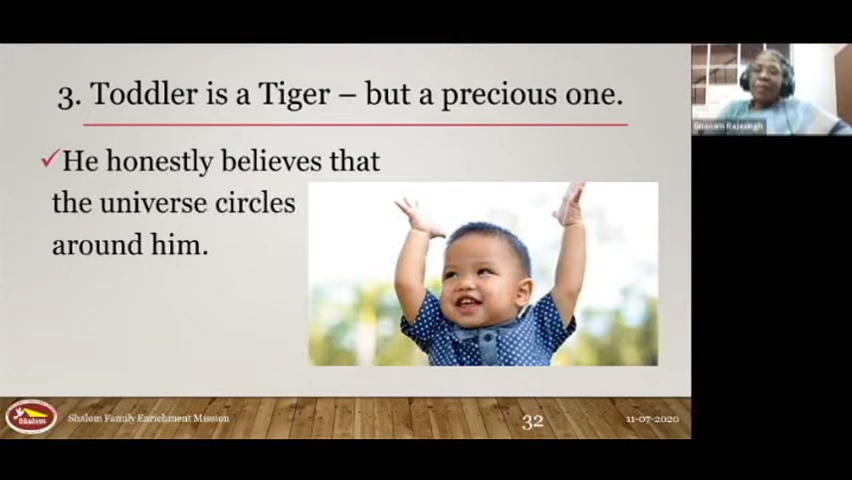 3. Toddler is a Tiger – but a precious one.
✓He honestly believes that
the universe circles
around him.
Shalom Family Enrichment Mission
32
11-07-2020
Shalom